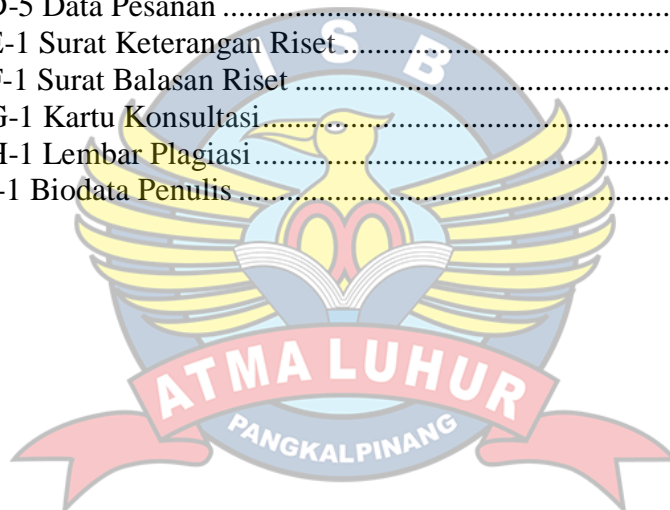 -5 Data Pesanan ........................................................................
-1 Surat Keterangan Riset ........................................................
-1 Surat Balasan Riset ................................................................
-1 Kartu Konsultasi.....................................................................
-1 Lembar Plagiasi......................................................................
-1 Biodata Penulis ........................................................................
I S B
ATMA LUHUR
PANGKALPINANG